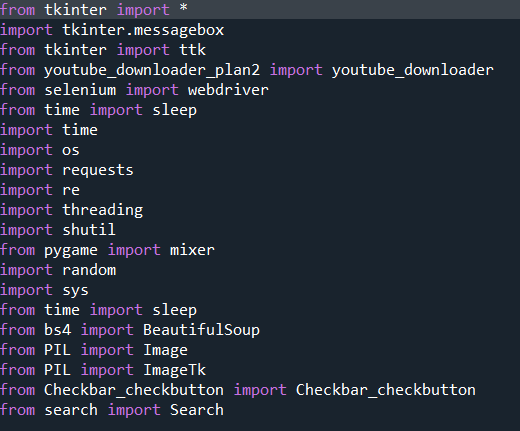 from tkinter import *
import tkinter.messagebox
from tkinter import ttk
from youtube_downloader_plan2 import youtube_downloader
from selenium import webdriver
from time import sleep
import time
import os
import requests
import re
import threading
import shutil
from pygame import mixer
import random
import sys
from time import sleep
from bs4 import BeautifulSoup
from PIL import Image
from PIL import ImageTk
from Checkbar_checkbutton import Checkbar_checkbutton
from search import Search